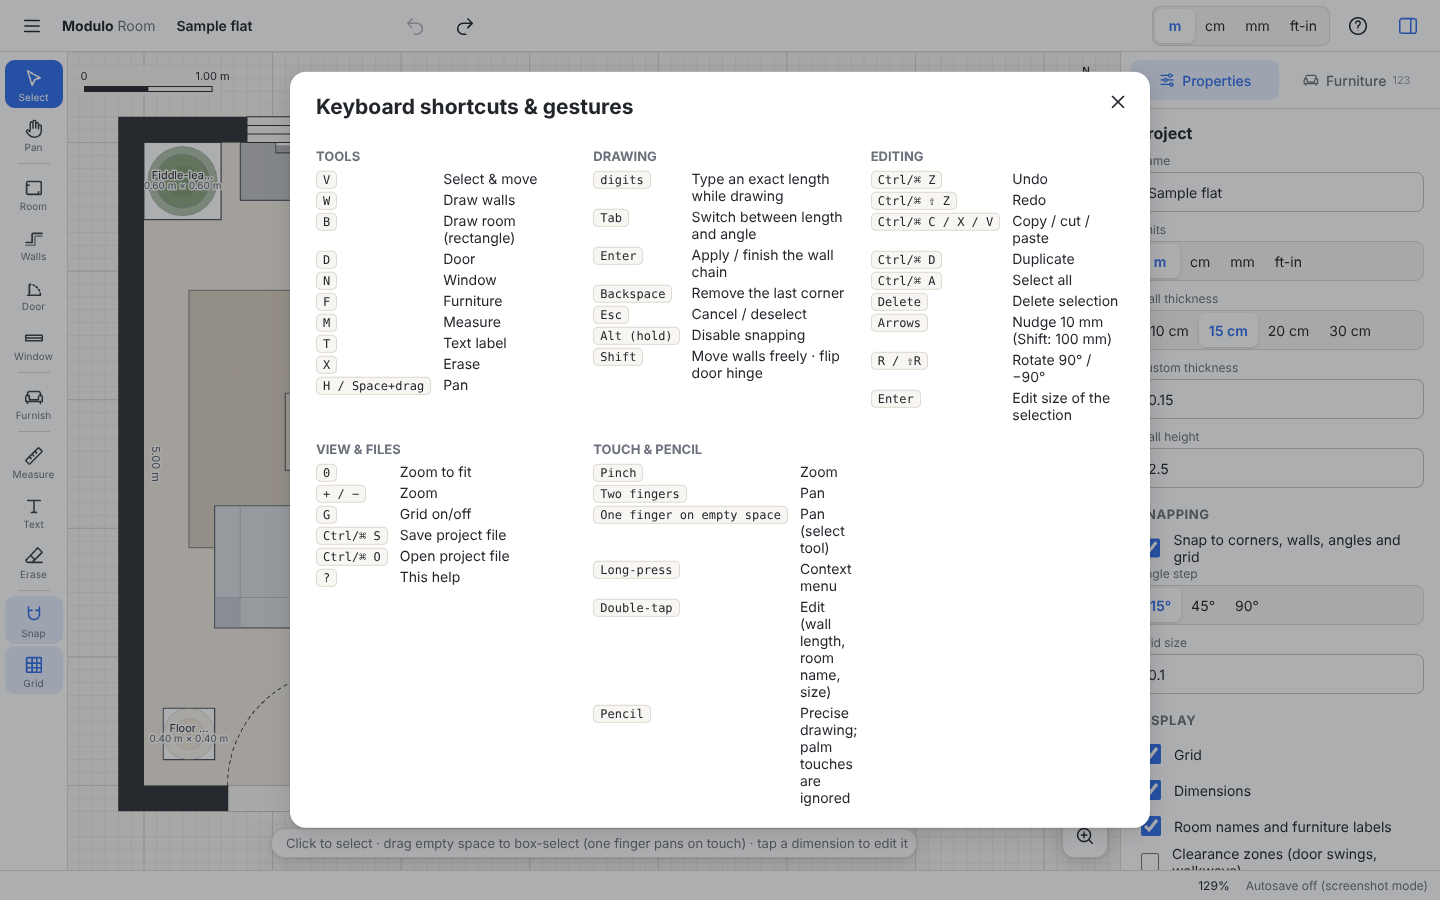 Modulo Room
Sample flat
m
cm
mm
ft-in
0
1.00 m
Select
Pan
Room
Walls
Door
Window
Furnish
Measure
Text
Erase
Snap
Grid
Fiddle-lea...
0.60 m × 0.60 m
5.00 m
Floor ...
0.40 m × 0.40 m
Keyboard shortcuts & gestures
TOOLS
V Select & move
W Draw walls
B Draw room
(rectangle)
D Door
N Window
F Furniture
M Measure
T Text label
X Erase
H / Space+drag Pan
DRAWING
digits Type an exact length
while drawing
Tab Switch between length
and angle
Enter Apply / finish the wall
chain
Backspace Remove the last corner
Esc Cancel / deselect
Alt (hold) Disable snapping
Shift Move walls freely · flip
door hinge
EDITING
Ctrl/⌘ Z Undo
Ctrl/⌘ ⇧ Z Redo
Ctrl/⌘ C / X / V Copy / cut /
paste
Ctrl/⌘ D Duplicate
Ctrl/⌘ A Select all
Delete Delete selection
Arrows Nudge 10 mm
(Shift: 100 mm)
R / ⇧R Rotate 90° /
−90°
Enter Edit size of the
selection
VIEW & FILES
0 Zoom to fit
+ / − Zoom
G Grid on/off
Ctrl/⌘ S Save project file
Ctrl/⌘ O Open project file
? This help
TOUCH & PENCIL
Pinch Zoom
Two fingers Pan
One finger on empty space Pan
(select
tool)
Long-press Context
menu
Double-tap Edit
(wall
length,
room
name,
size)
Pencil Precise
drawing;
palm
touches
are
ignored
Properties
Furniture 123
roject
ame
Sample flat
nits
m
cm
mm
ft-in
all thickness
10 cm
15 cm
20 cm
30 cm
ustom thickness
0.15
all height
2.5
NAPPING
Snap to corners, walls, angles and
grid
ngle step
15°
45°
90°
rid size
0.1
SPLAY
Grid
Dimensions
Room names and furniture labels
Clearance zones (door swings,
Click to select · drag empty space to box-select (one finger pans on touch) · tap a dimension to edit it
129%
Autosave off (screenshot mode)